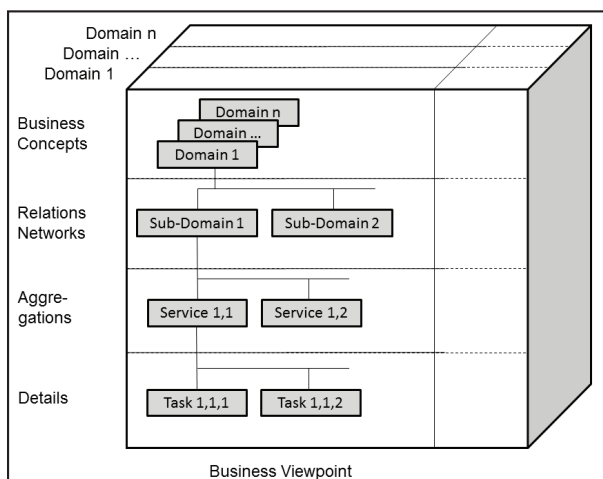 Domain n
Domain ...
Domain 1
Business
Concepts
Domain n
Domain ...
Domain 1
Relations
Networks
Sub-Domain 1
Sub-Domain 2
Aggre-
gations
Service 1,1
Service 1,2
Details
Task 1,1,1
Task 1,1,2
Business Viewpoint